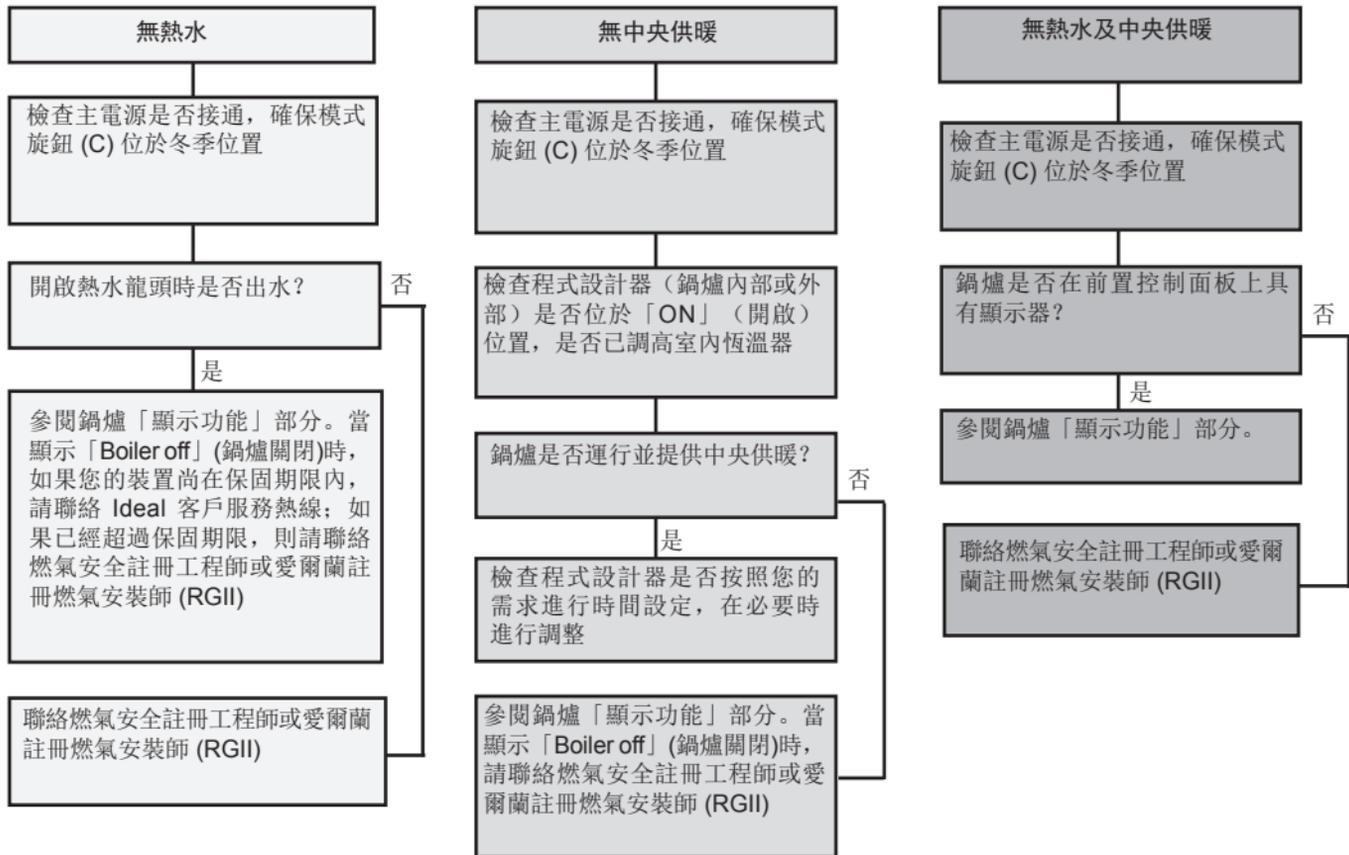 無熱水
檢查主電源是否接通，確保模式
旋鈕 (C) 位於冬季位置
開啟熱水龍頭時是否出水？
否
是
參閱鍋爐「顯示功能」部分。當
顯示「Boiler off」(鍋爐關閉)時，
如果您的裝置尚在保固期限內，
請聯絡 Ideal 客戶服務熱線；如
果已經超過保固期限，則請聯絡
燃氣安全註冊工程師或愛爾蘭註
冊燃氣安裝師 (RGII)
聯絡燃氣安全註冊工程師或愛爾蘭
註冊燃氣安裝師 (RGII)
無中央供暖
檢查主電源是否接通，確保模式
旋鈕 (C) 位於冬季位置
檢查程式設計器（鍋爐內部或外
部）是否位於「ON」（開啟）
位置，是否已調高室內恆溫器
鍋爐是否運行並提供中央供暖？
否
是
檢查程式設計器是否按照您的
需求進行時間設定，在必要時
進行調整
參閱鍋爐「顯示功能」部分。當
顯示「Boiler off」(鍋爐關閉)時，
請聯絡燃氣安全註冊工程師或愛
爾蘭註冊燃氣安裝師 (RGII)
無熱水及中央供暖
檢查主電源是否接通，確保模式
旋鈕 (C) 位於冬季位置
鍋爐是否在前置控制面板上具
有顯示器？
否
是
參閱鍋爐「顯示功能」部分。
聯絡燃氣安全註冊工程師或愛爾
蘭註冊燃氣安裝師 (RGII)